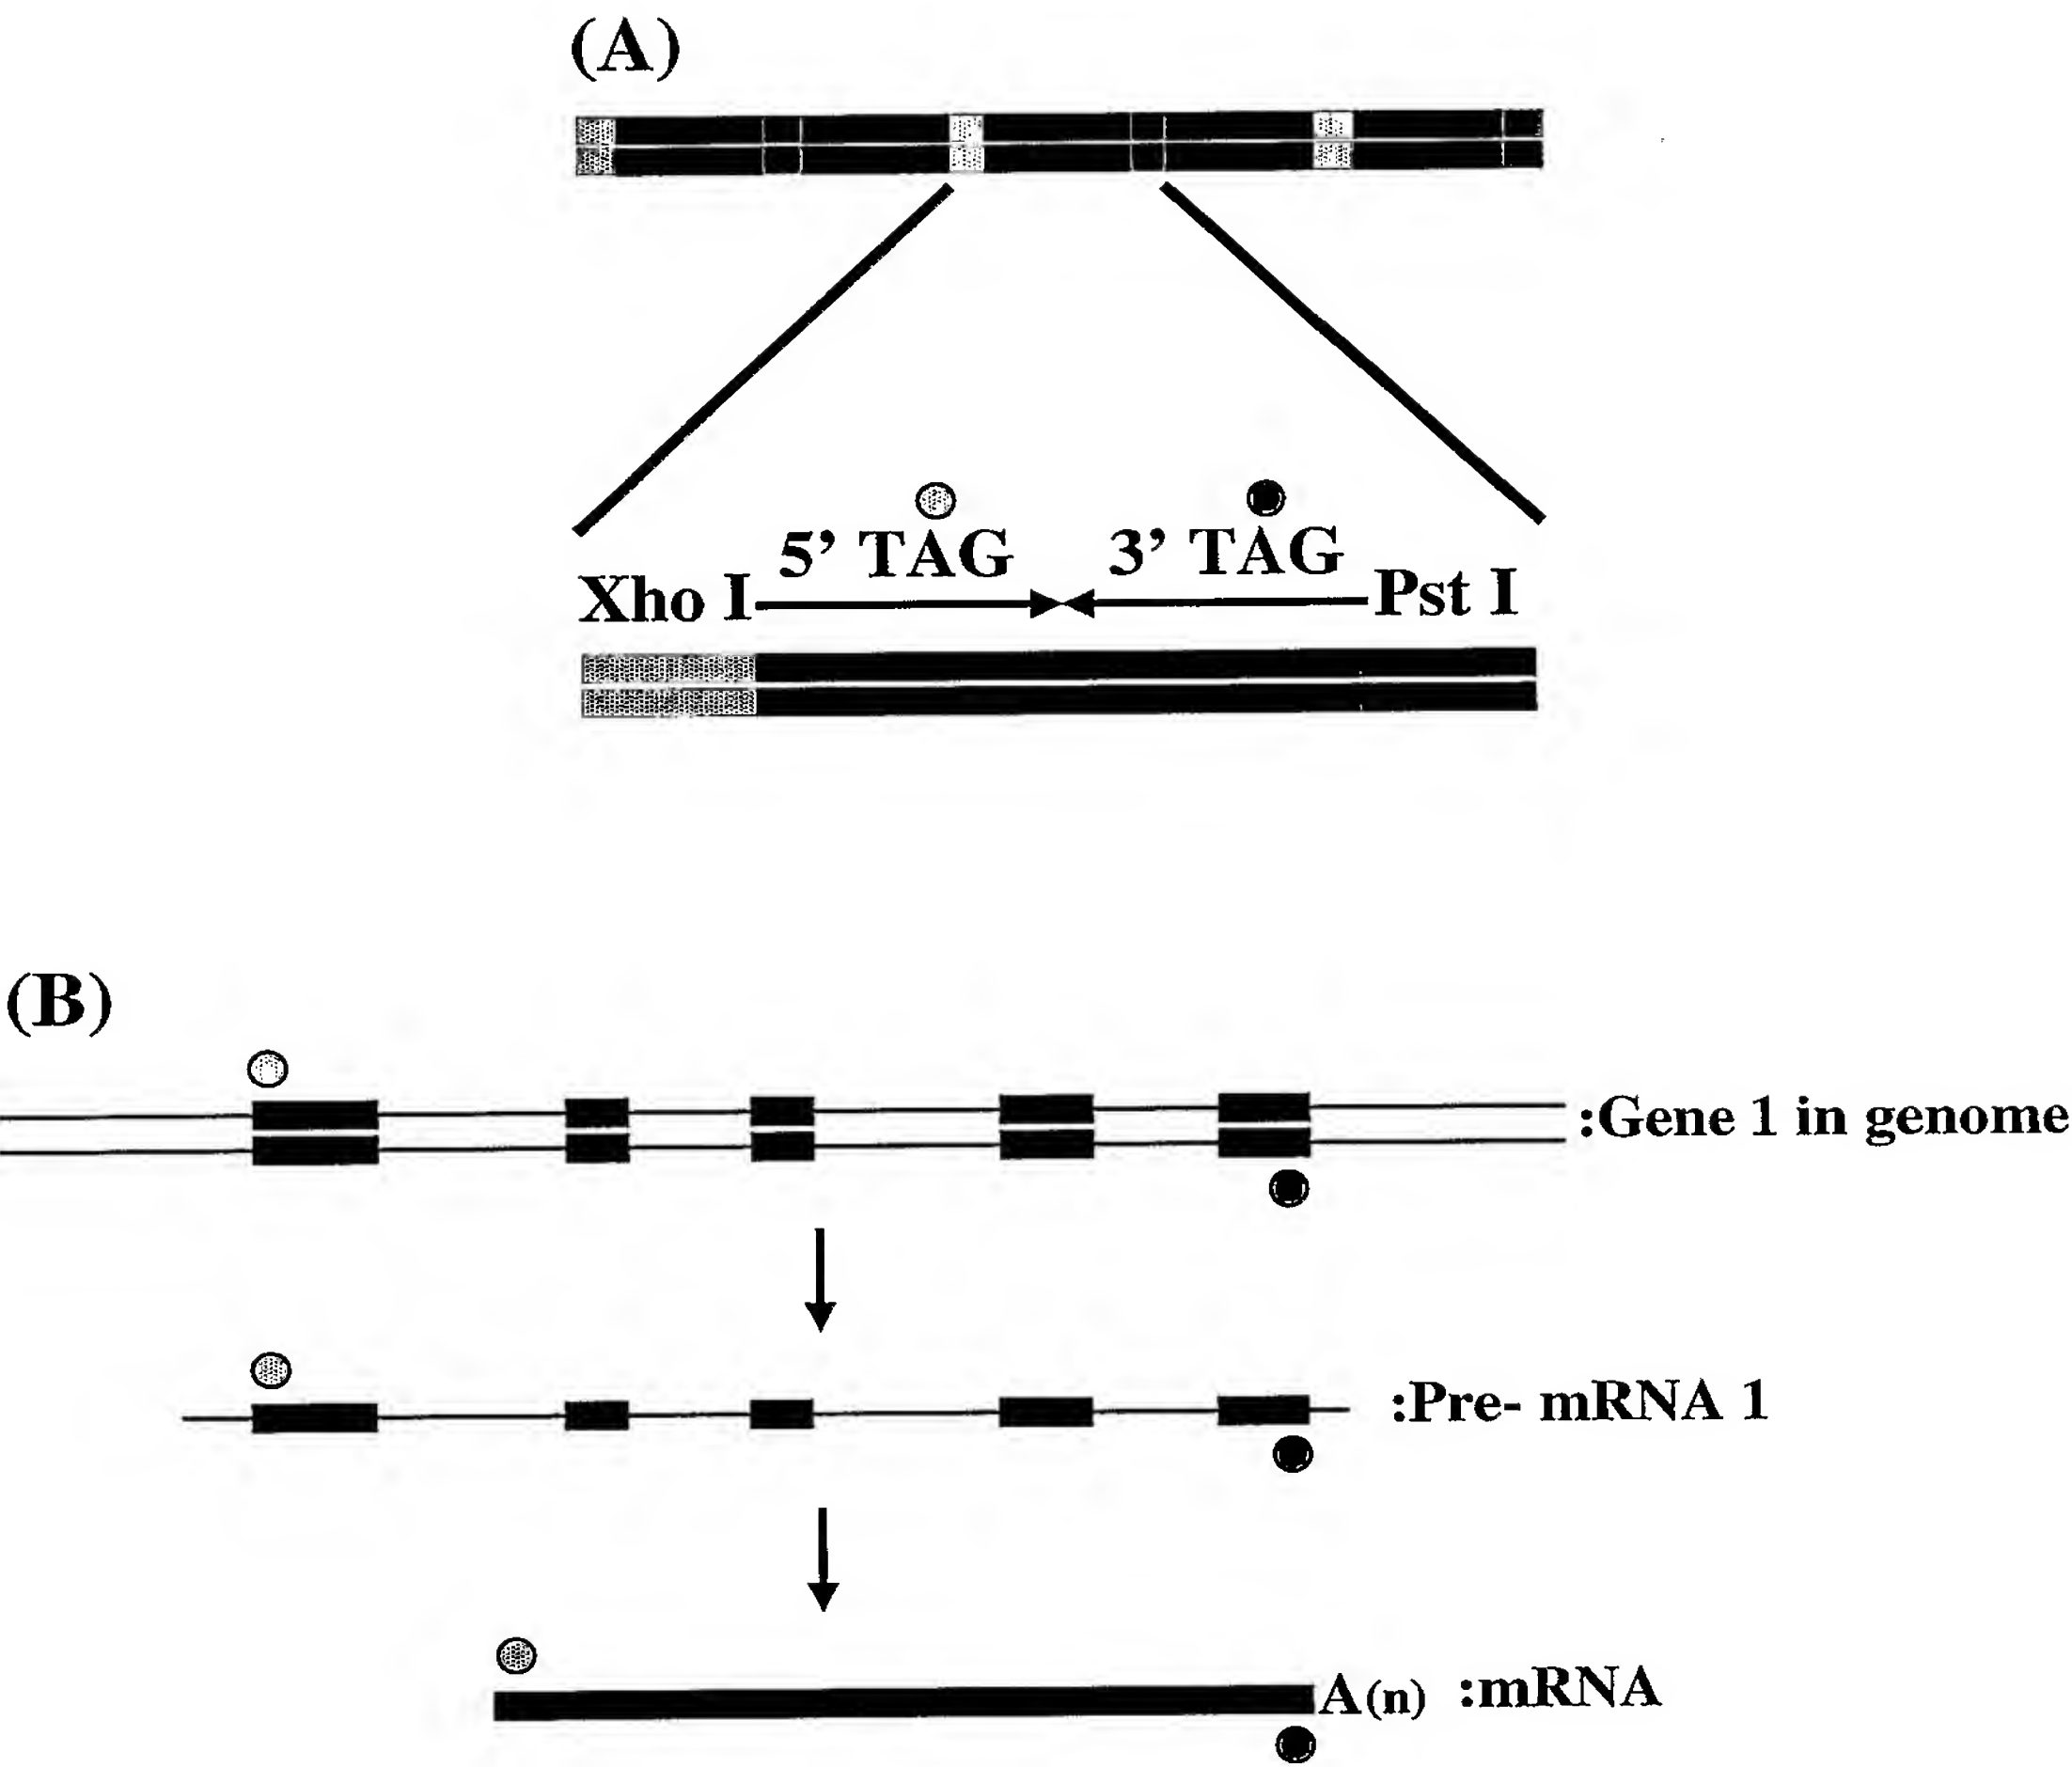 (A)
5’ TAG 3’ TAG
Xho I Pst I
(B)
:Gene 1 in genome
:Pre- mRNA 1
A(n) :mRNA